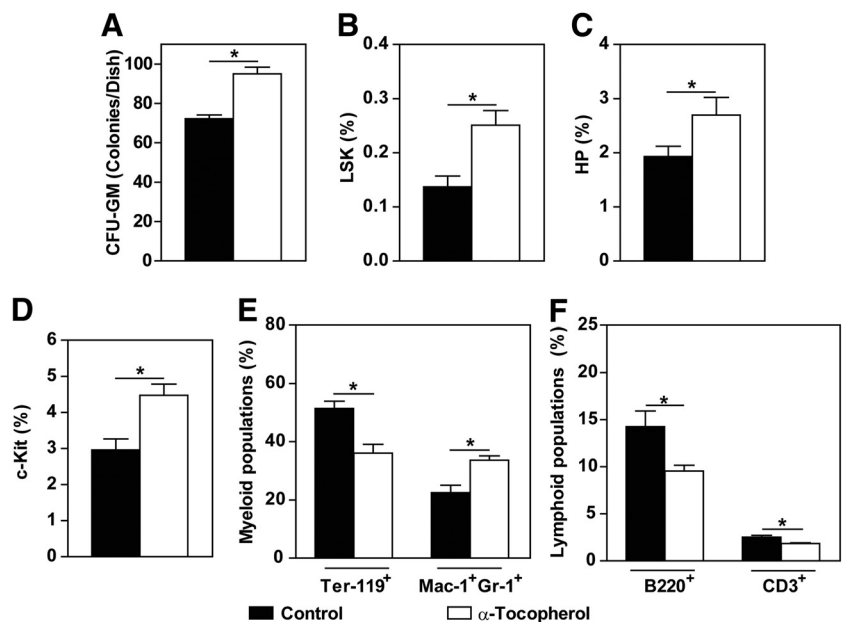 A
CFU-GM (Colonies/Dish)
100
80
60
40
20
0
*
B
LSK (%)
0.4
0.3
0.2
0.1
0.0
*
C
HP (%)
4
3
2
1
0
*
D
c-Kit (%)
6
5
4
3
2
1
0
*
E
Myeloid populations (%)
80
60
40
20
0
*
*
Ter-119+
Mac-1+Gr-1+
F
Lymphoid populations (%)
25
20
15
10
5
0
*
*
B220+
CD3+
Control
α-Tocopherol